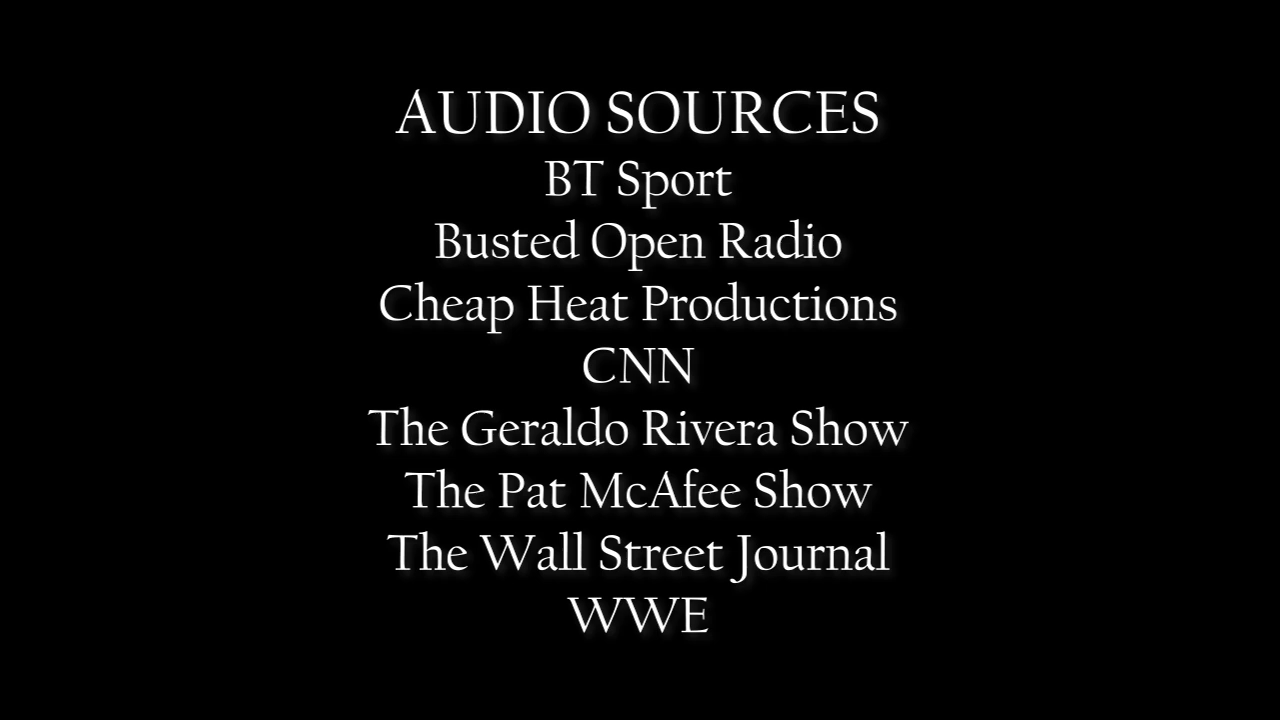 AUDIO SOURCES
BT Sport
Busted Open Radio
Cheap Heat Productions
CNN
The Geraldo Rivera Show
The Pat McAfee Show
The Wall Street Journal
WWE